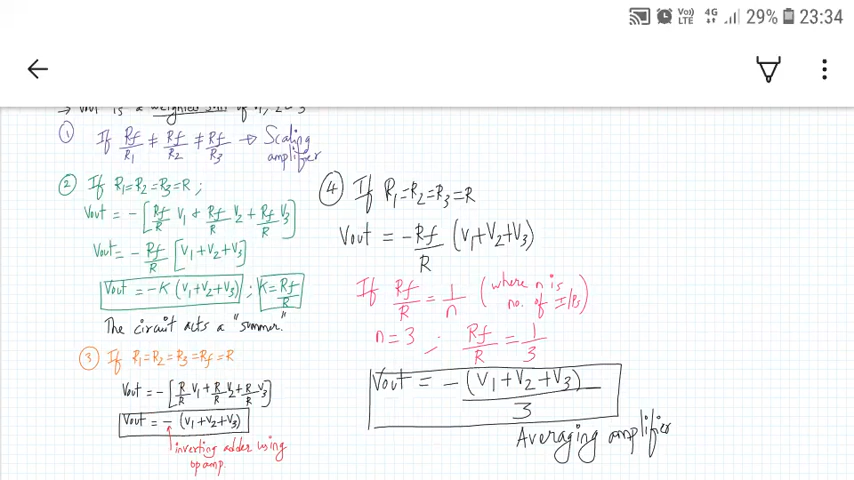 Vo)) 4G 29% 23:34
LTE
→ Vout is a weighted sum of
① If Rf/R1 ≠ Rf/R2 ≠ Rf/R3 → Scaling
amplifier
② If R1=R2=R3=R ;
Vout = -[Rf/R V1 + Rf/R V2 + Rf/R V3]
Vout = -Rf/R [V1+V2+V3]
Vout = -K (V1+V2+V3) ; K = Rf/R
The circuit acts a "summer."
③ If R1=R2=R3=Rf=R
Vout = -[R/R V1 + R/R V2 + R/R V3]
Vout = - (V1+V2+V3)
inverting adder using
opamp.
④ If R1=R2=R3=R
Vout = -Rf/R (V1+V2+V3)
If Rf/R = 1/n (where n is
no. of I/Ps)
n=3 ; Rf/R = 1/3
Vout = -(V1+V2+V3)/3
Averaging amplifier